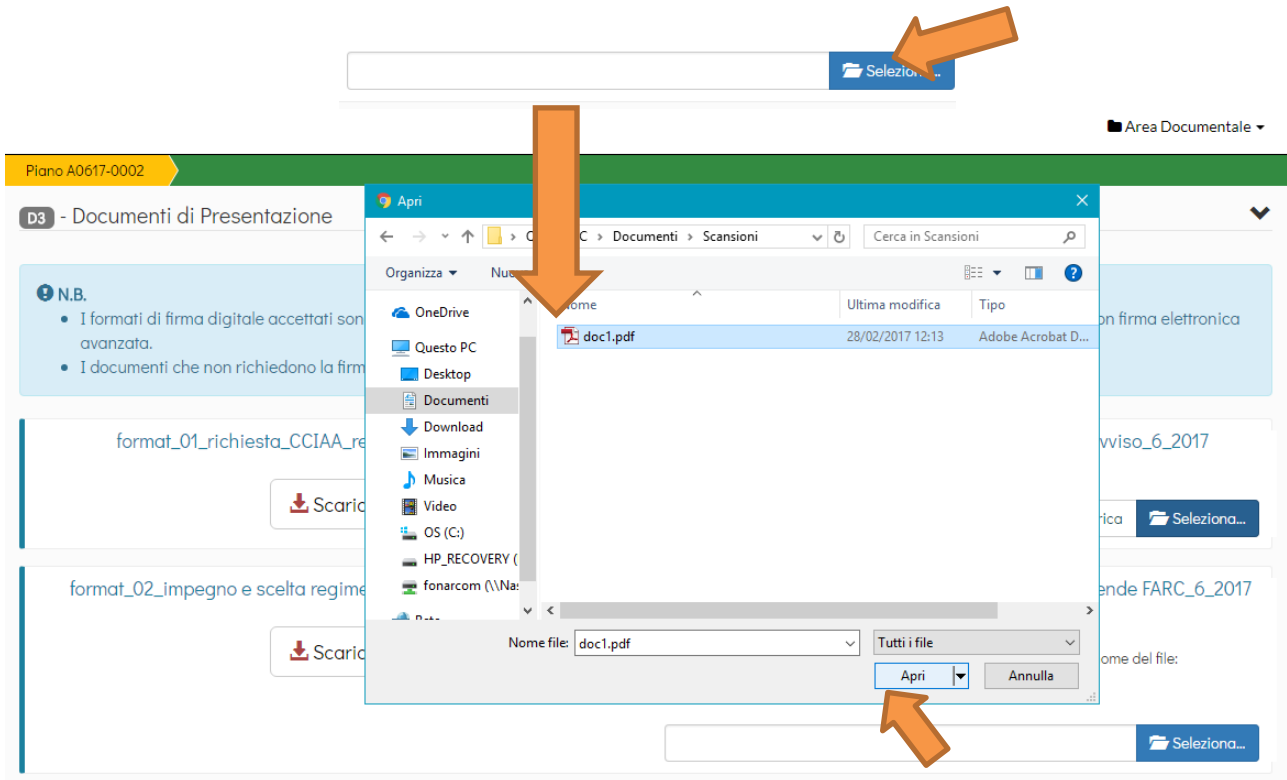 Selezion...
Area Documentale
Piano A0617-0002
D3 - Documenti di Presentazione
N.B.
I formati di firma digitale accettati son
on firma elettronica
avanzata.
I documenti che non richiedono la firm
format_01_richiesta_CCIAA_re
vviso_6_2017
Scaric
rica
Seleziona...
format_02_impegno e scelta regime
ende FARC_6_2017
Scaric
ome del file:
Seleziona...
Apri
C > Documenti > Scansioni
Cerca in Scansioni
Organizza
Nuo
OneDrive
Questo PC
Desktop
Documenti
Download
Immagini
Musica
Video
OS (C:)
HP_RECOVERY (
fonarcom (\\Nas
ome
Ultima modifica
Tipo
doc1.pdf
28/02/2017 12:13
Adobe Acrobat D...
Nome file:
doc1.pdf
Tutti i file
Apri
Annulla